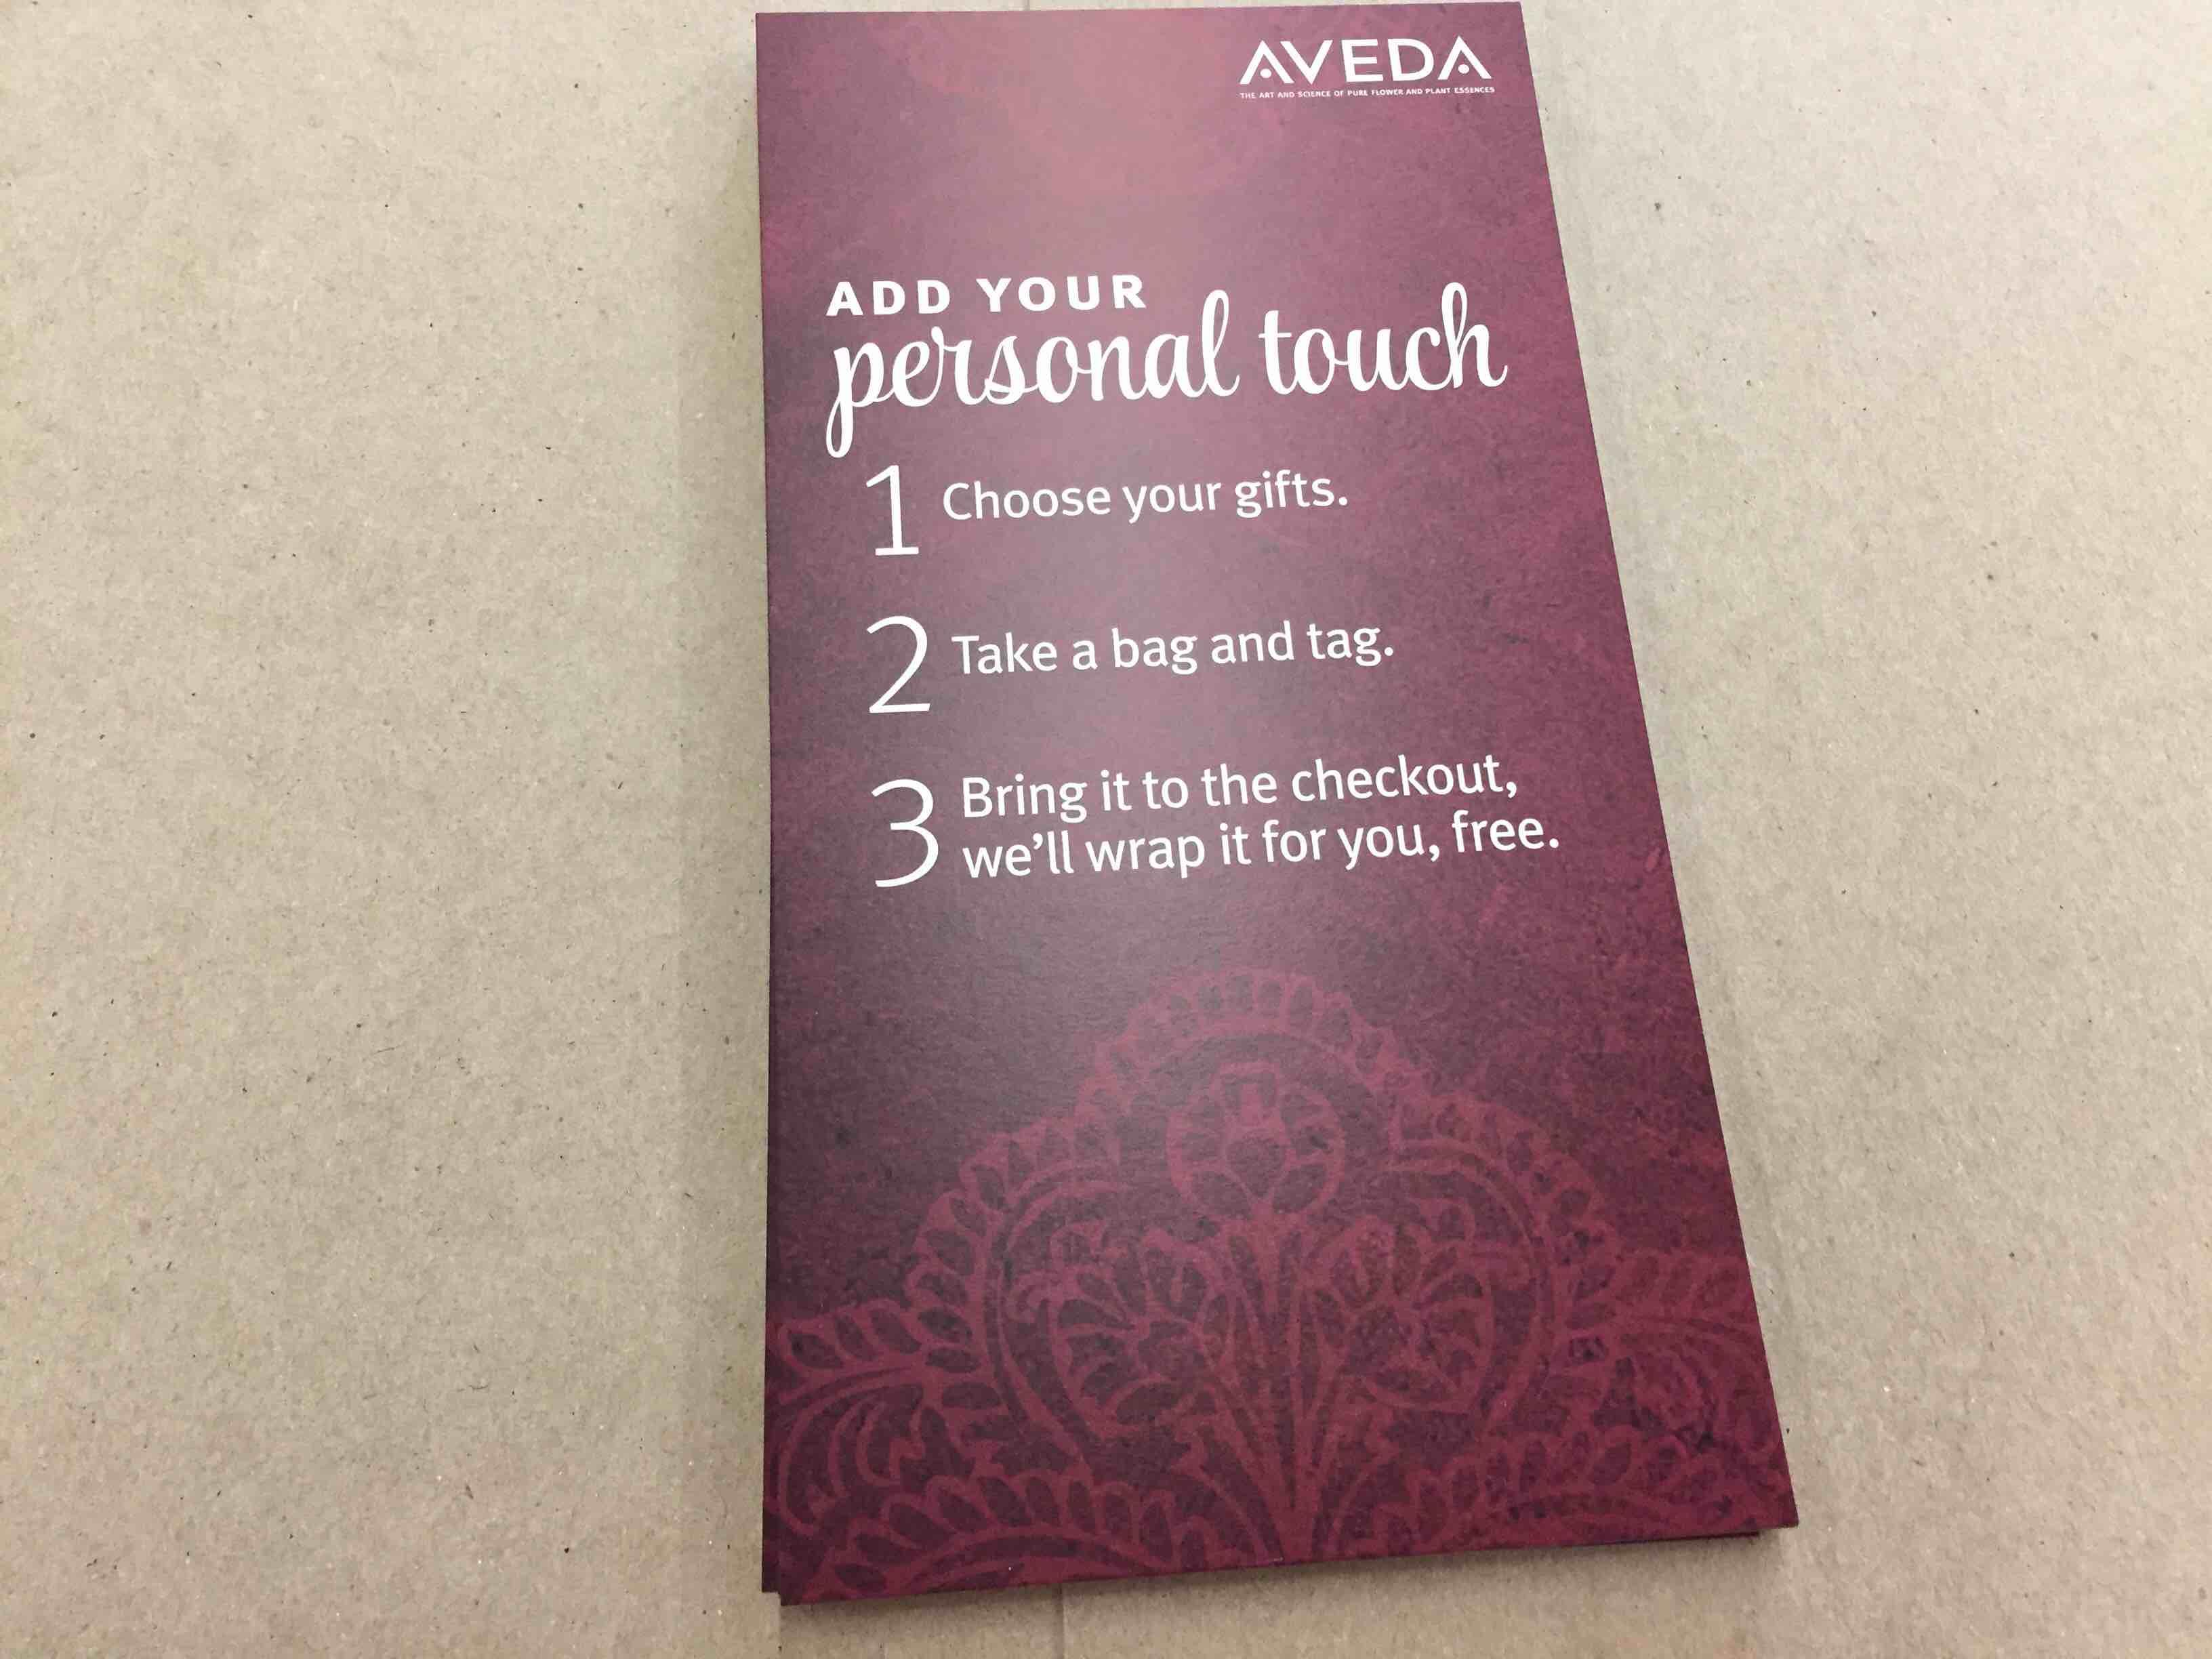 AVEDA
THE ART AND SCIENCE OF PURE FLOWER AND PLANT ESSENCES
ADD YOUR
personal touch
1 Choose your gifts.
2 Take a bag and tag.
3 Bring it to the checkout,
we'll wrap it for you, free.